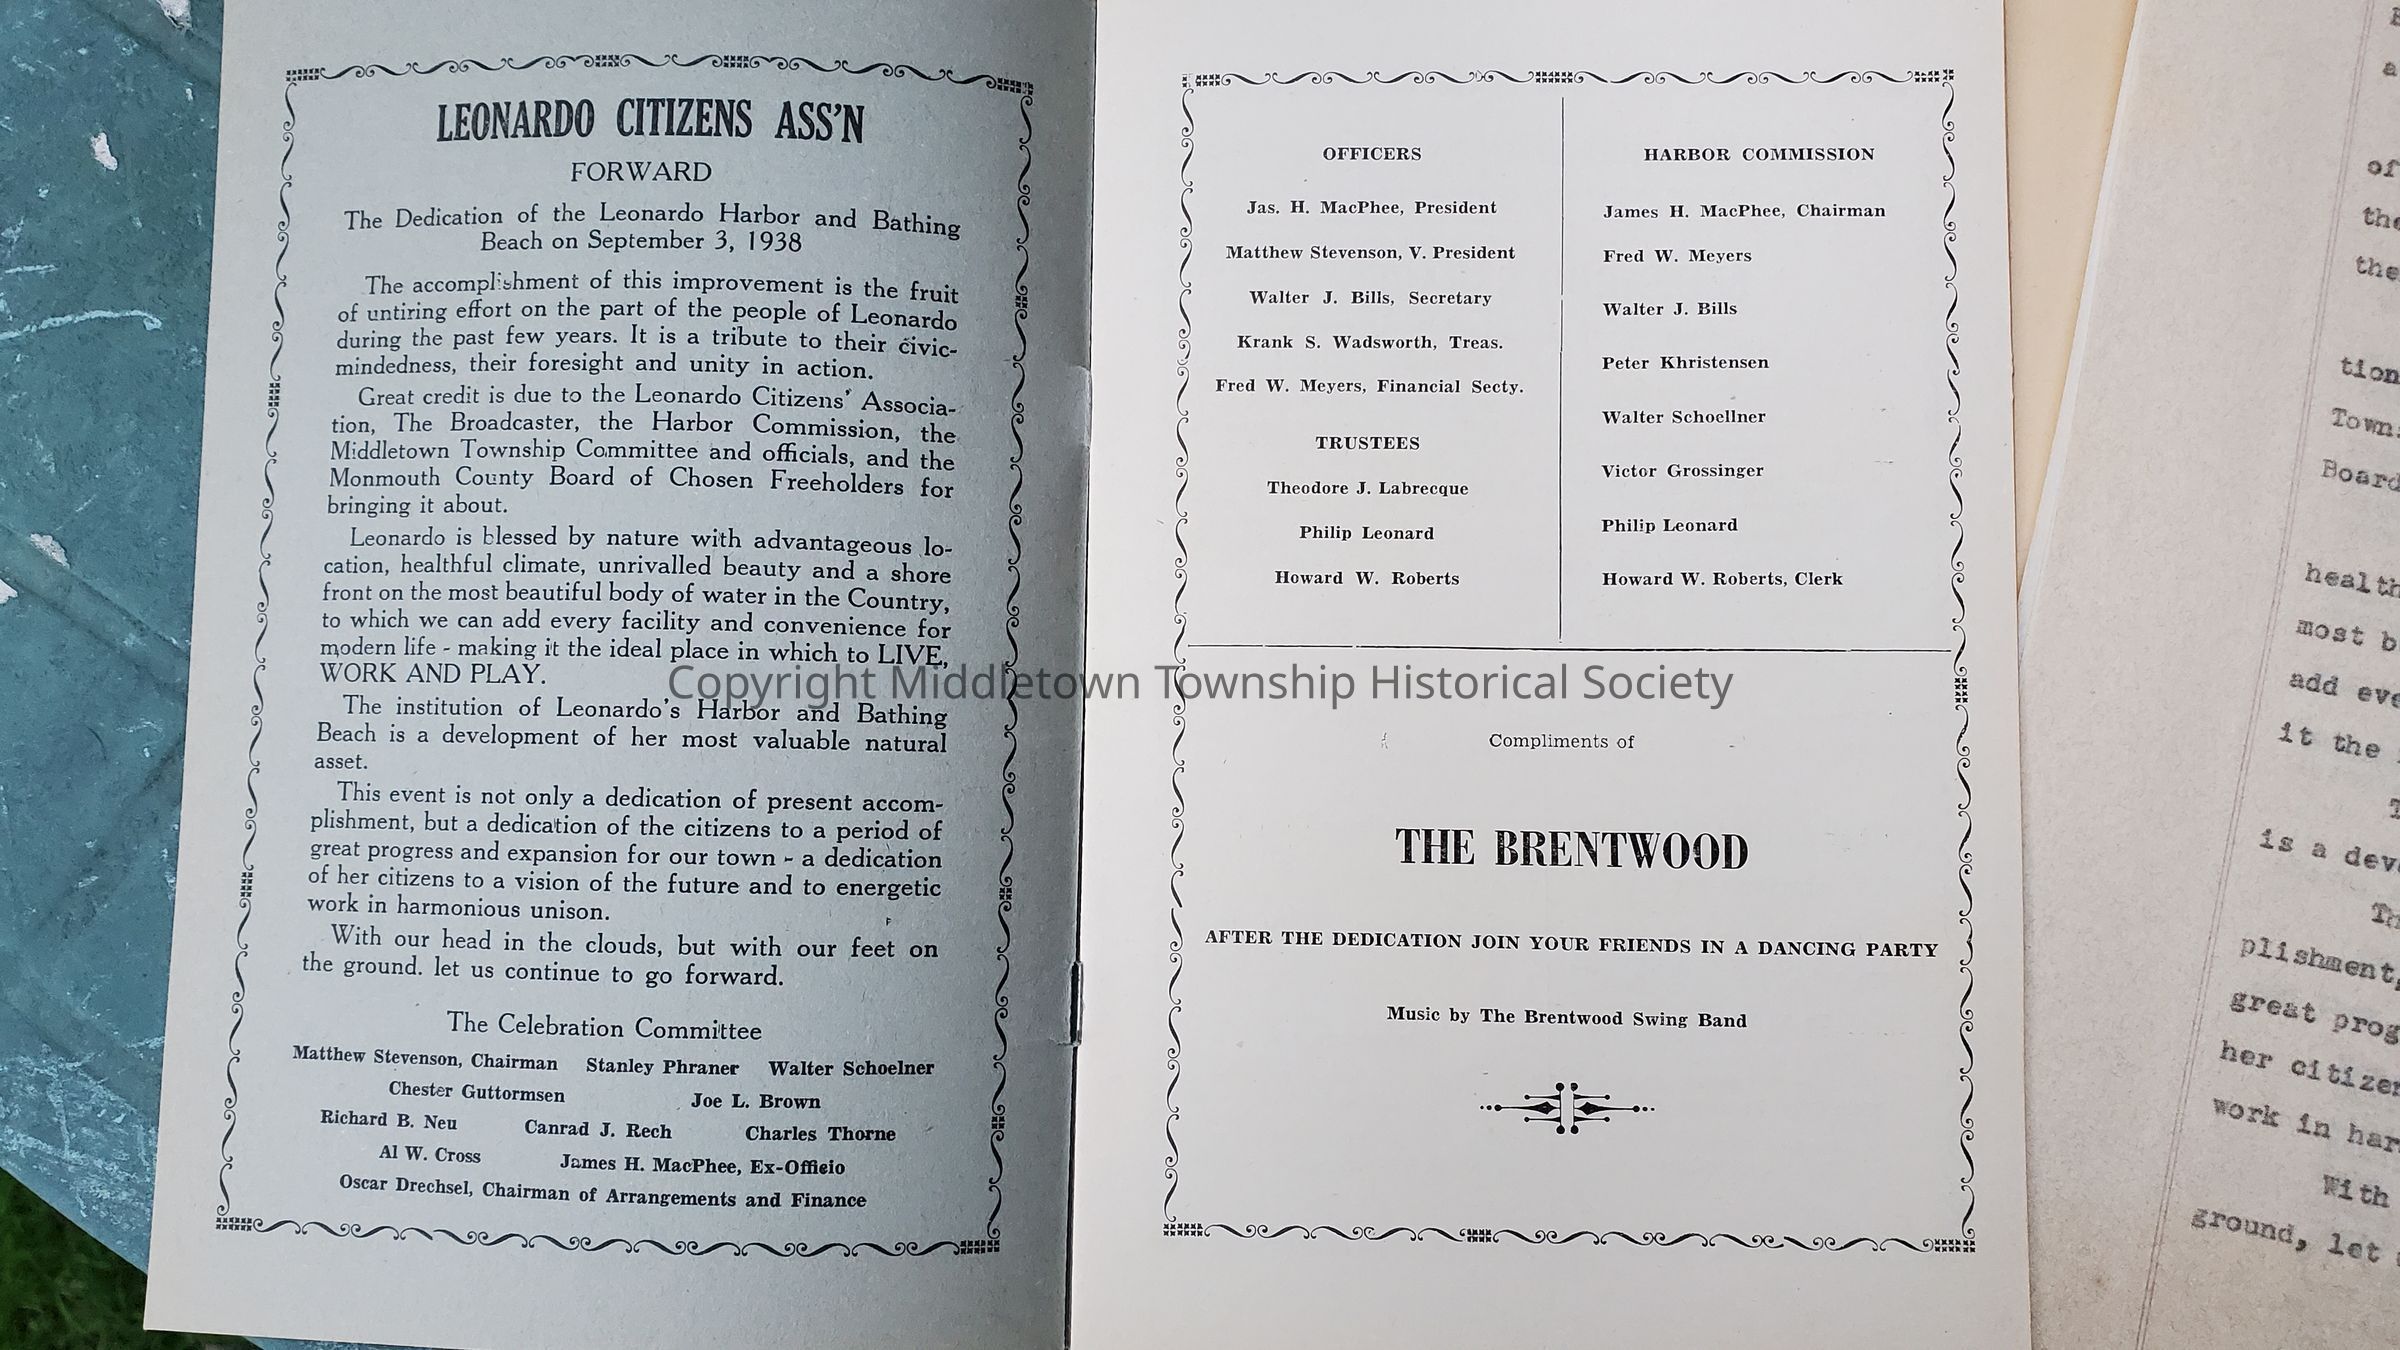 LEONARDO CITIZENS ASS'N
FORWARD
The Dedication of the Leonardo Harbor and Bathing
Beach on September 3, 1938
The accomplishment of this improvement is the fruit
of untiring effort on the part of the people of Leonardo
during the past few years. It is a tribute to their civic-
mindedness, their foresight and unity in action.
Great credit is due to the Leonardo Citizens' Associa-
tion, The Broadcaster, the Harbor Commission, the
Middletown Township Committee and officials, and the
Monmouth County Board of Chosen Freeholders for
bringing it about.
Leonardo is blessed by nature with advantageous lo-
cation, healthful climate, unrivalled beauty and a shore
front on the most beautiful body of water in the Country,
to which we can add every facility and convenience for
modern life - making it the ideal place in which to LIVE,
WORK AND PLAY.
The institution of Leonardo's Harbor and Bathing
Beach is a development of her most valuable natural
asset.
This event is not only a dedication of present accom-
plishment, but a dedication of the citizens to a period of
great progress and expansion for our town - a dedication
of her citizens to a vision of the future and to energetic
work in harmonious unison.
With our head in the clouds, but with our feet on
the ground. let us continue to go forward.
The Celebration Committee
Matthew Stevenson, Chairman Stanley Phraner Walter Schoelner
Chester Guttormsen Joe L. Brown
Richard B. Neu Canrad J. Rech Charles Thorne
Al W. Cross James H. MacPhee, Ex-Officio
Oscar Drechsel, Chairman of Arrangements and Finance
OFFICERS
Jas. H. MacPhee, President
Matthew Stevenson, V. President
Walter J. Bills, Secretary
Krank S. Wadsworth, Treas.
Fred W. Meyers, Financial Secty.
TRUSTEES
Theodore J. Labrecque
Philip Leonard
Howard W. Roberts
HARBOR COMMISSION
James H. MacPhee, Chairman
Fred W. Meyers
Walter J. Bills
Peter Khristensen
Walter Schoellner
Victor Grossinger
Philip Leonard
Howard W. Roberts, Clerk
Compliments of
THE BRENTWOOD
AFTER THE DEDICATION JOIN YOUR FRIENDS IN A DANCING PARTY
Music by The Brentwood Swing Band
Copyright Middletown Township Historical Society
of
the
the
tion
Town
Board
health
most b
add eve
it the
is a deve
Th
plishment,
great prog
her citizen
work in har
With
ground, let